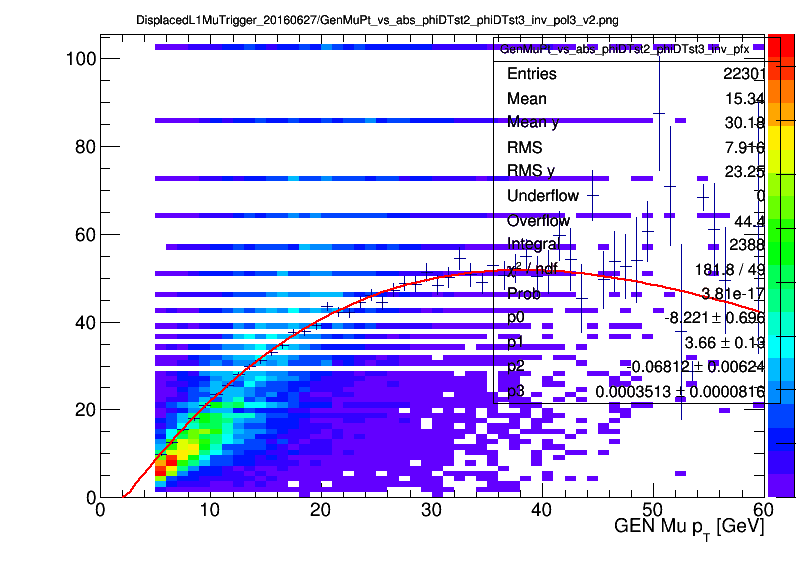 DisplacedL1MuTrigger_20160627/GenMuPt_vs_abs_phiDTst2_phiDTst3_inv_pol3_v2.png
GenMuPt_vs_abs_phiDTst2_phiDTst3_inv_pfx
Entries 22301
Mean 15.34
Mean y 30.18
RMS 7.916
RMS y 23.25
Underflow 0
Overflow 44.4
Integral 2388
χ² / ndf 181.8 / 49
Prob 3.81e-17
p0 -8.221 ± 0.696
p1 3.66 ± 0.13
p2 -0.06812 ± 0.00624
p3 0.0003513 ± 0.0000816
100
80
60
40
20
0
0 10 20 30 40 50 60
GEN Mu p_T [GeV]